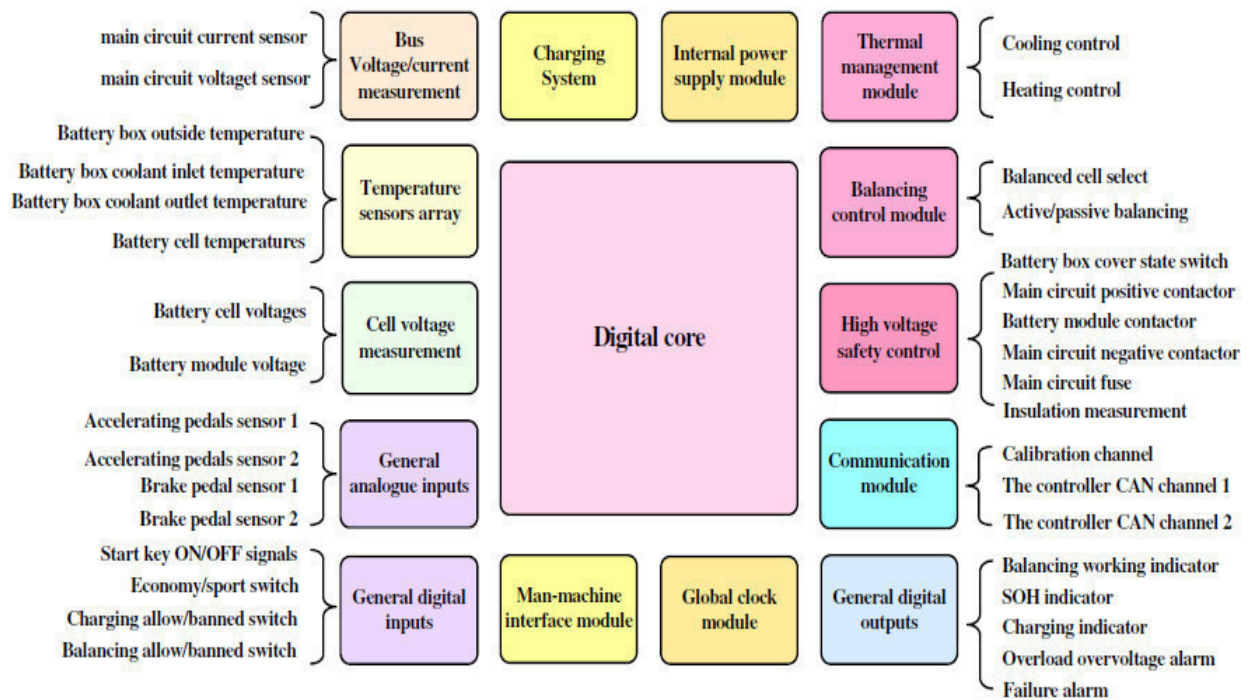 main circuit current sensor
main circuit voltaget sensor
Bus
Voltage/current
measurement
Charging
System
Internal power
supply module
Thermal
management
module
Cooling control
Heating control
Battery box outside temperature
Battery box coolant inlet temperature
Battery box coolant outlet temperature
Battery cell temperatures
Temperature
sensors array
Balancing
control module
Balanced cell select
Active/passive balancing
Battery cell voltages
Battery module voltage
Cell voltage
measurement
Digital core
High voltage
safety control
Battery box cover state switch
Main circuit positive contactor
Battery module contactor
Main circuit negative contactor
Main circuit fuse
Insulation measurement
Accelerating pedals sensor 1
Accelerating pedals sensor 2
Brake pedal sensor 1
Brake pedal sensor 2
General
analogue inputs
Communication
module
Calibration channel
The controller CAN channel 1
The controller CAN channel 2
Start key ON/OFF signals
Economy/sport switch
Charging allow/banned switch
Balancing allow/banned switch
General digital
inputs
Man-machine
interface module
Global clock
module
General digital
outputs
Balancing working indicator
SOH indicator
Charging indicator
Overload overvoltage alarm
Failure alarm